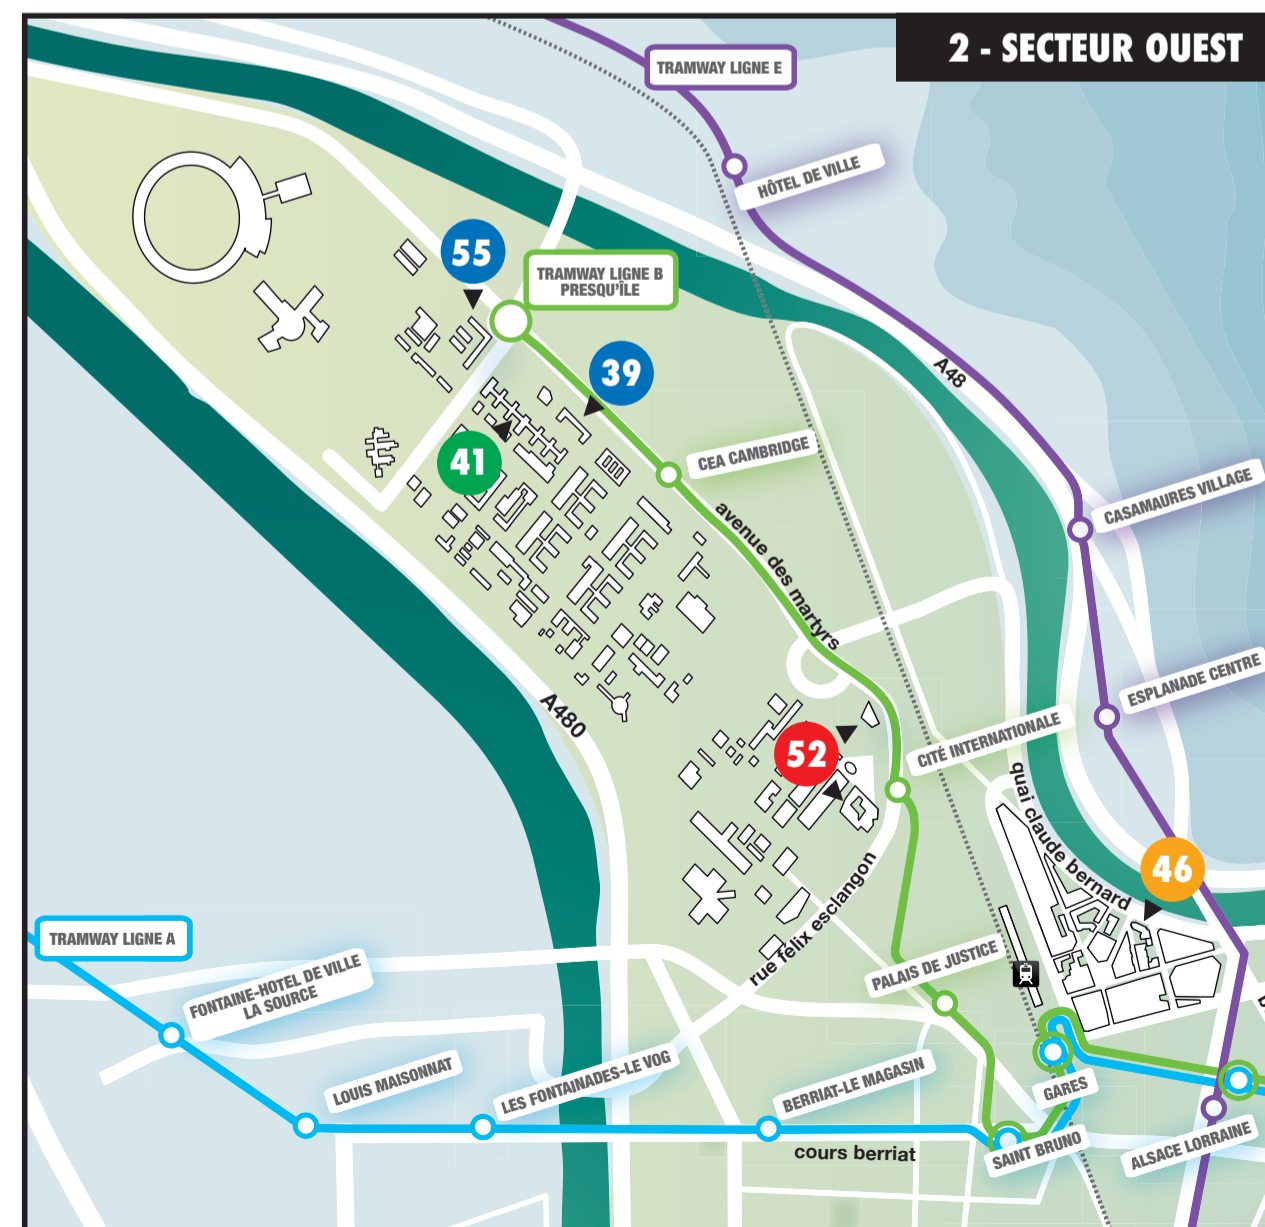 2 - SECTEUR OUEST
TRAMWAY LIGNE E
HÔTEL DE VILLE
55
TRAMWAY LIGNE B
PRESQU'ÎLE
39
A48
41
CEA CAMBRIDGE
CASAMAURES VILLAGE
avenue des martyrs
A480
ESPLANADE CENTRE
52
CITÉ INTERNATIONALE
quai claude bernard
46
rue félix esclangon
TRAMWAY LIGNE A
FONTAINE-HOTEL DE VILLE
LA SOURCE
PALAIS DE JUSTICE
LOUIS MAISONNAT
LES FONTAINADES-LE VOG
BERRIAT-LE MAGASIN
GARES
SAINT BRUNO
ALSACE LORRAINE
cours berriat